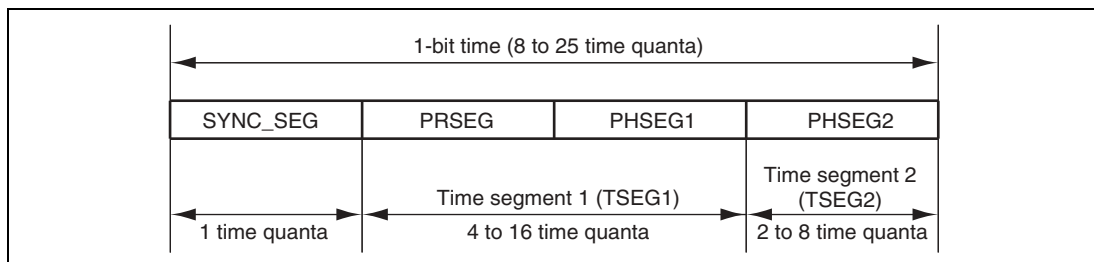 1-bit time (8 to 25 time quanta)
SYNC_SEG PRSEG PHSEG1 PHSEG2
Time segment 1 (TSEG1)
Time segment 2
(TSEG2)
1 time quanta 4 to 16 time quanta 2 to 8 time quanta